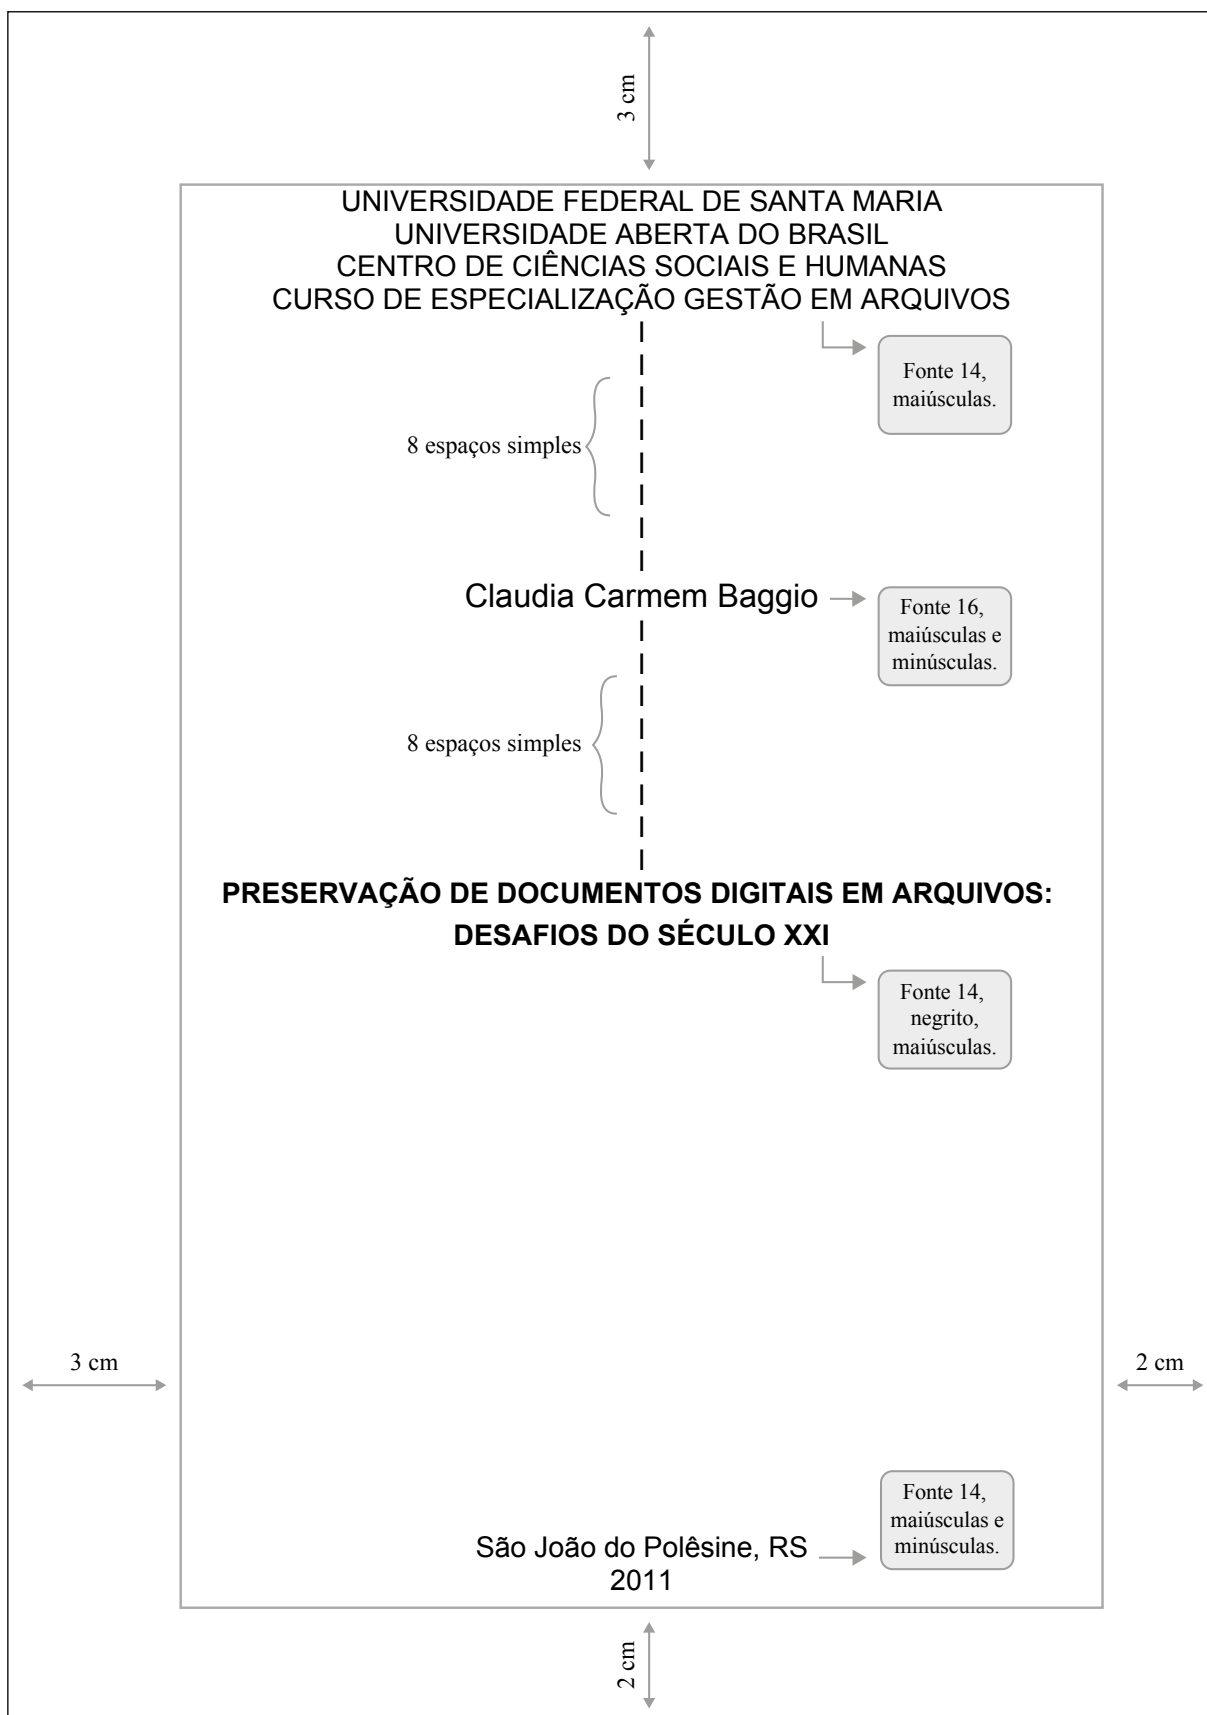 3 cm
UNIVERSIDADE FEDERAL DE SANTA MARIA
UNIVERSIDADE ABERTA DO BRASIL
CENTRO DE CIÊNCIAS SOCIAIS E HUMANAS
CURSO DE ESPECIALIZAÇÃO GESTÃO EM ARQUIVOS
Fonte 14,
maiúsculas.
8 espaços simples
Claudia Carmem Baggio
Fonte 16,
maiúsculas e
minúsculas.
8 espaços simples
PRESERVAÇÃO DE DOCUMENTOS DIGITAIS EM ARQUIVOS:
DESAFIOS DO SÉCULO XXI
Fonte 14,
negrito,
maiúsculas.
3 cm
2 cm
Fonte 14,
maiúsculas e
minúsculas.
São João do Polêsine, RS
2011
2 cm